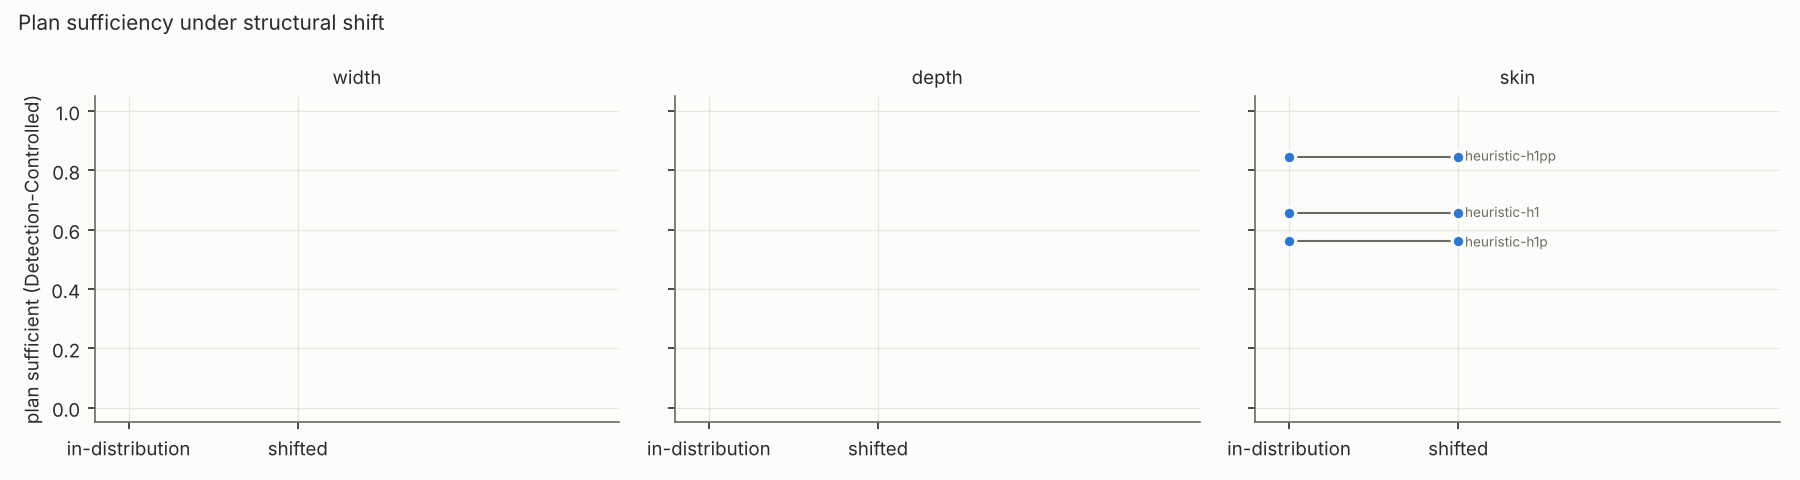 Plan sufficiency under structural shift
width
depth
skin
plan sufficient (Detection-Controlled)
1.0
0.8
0.6
0.4
0.2
0.0
heuristic-h1pp
heuristic-h1
heuristic-h1p
in-distribution
shifted
in-distribution
shifted
in-distribution
shifted